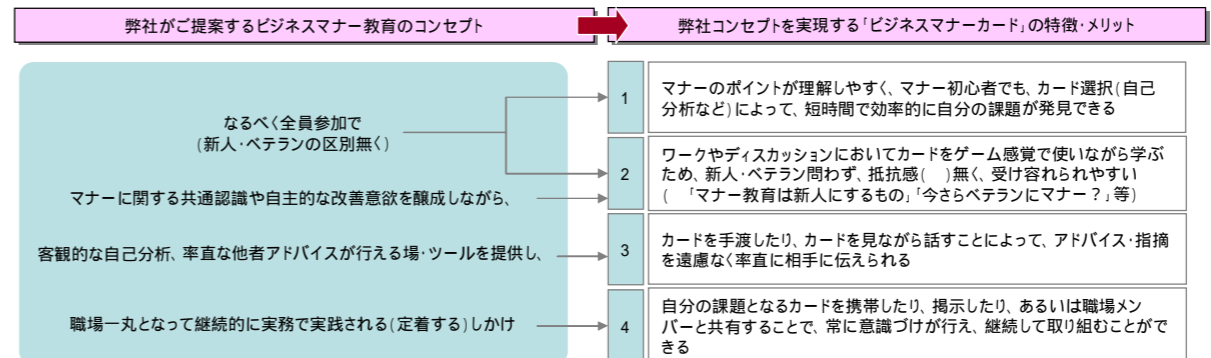 弊社がご提案するビジネスマナー教育のコンセプト
弊社コンセプトを実現する「ビジネスマナーカード」の特徴・メリット
なるべく全員参加で
(新人・ベテランの区別無く)
マナーに関する共通認識や自主的な改善意欲を醸成しながら、
客観的な自己分析、率直な他者アドバイスが行える場・ツールを提供し、
職場一丸となって継続的に実務で実践される(定着する)しかけ
1
マナーのポイントが理解しやすく、マナー初心者でも、カード選択(自己
分析など)によって、短時間で効率的に自分の課題が発見できる
2
ワークやディスカッションにおいてカードをゲーム感覚で使いながら学ぶ
ため、新人・ベテラン問わず、抵抗感(　)無く、受け容れられやすい
(　「マナー教育は新人にするもの」「今さらベテランにマナー？」等)
3
カードを手渡したり、カードを見ながら話すことによって、アドバイス・指摘
を遠慮なく率直に相手に伝えられる
4
自分の課題となるカードを携帯したり、掲示したり、あるいは職場メン
バーと共有することで、常に意識づけが行え、継続して取り組むことがで
きる